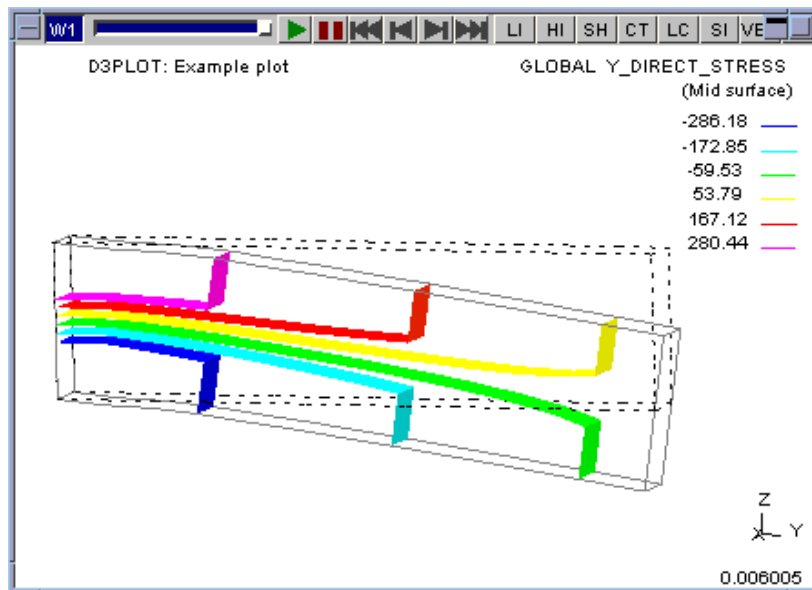 W1 LI HI SH CT LC SI VE
D3PLOT: Example plot
GLOBAL Y_DIRECT_STRESS
(Mid surface)
-286.18
-172.85
-59.53
53.79
167.12
280.44
Z
X Y
0.006005